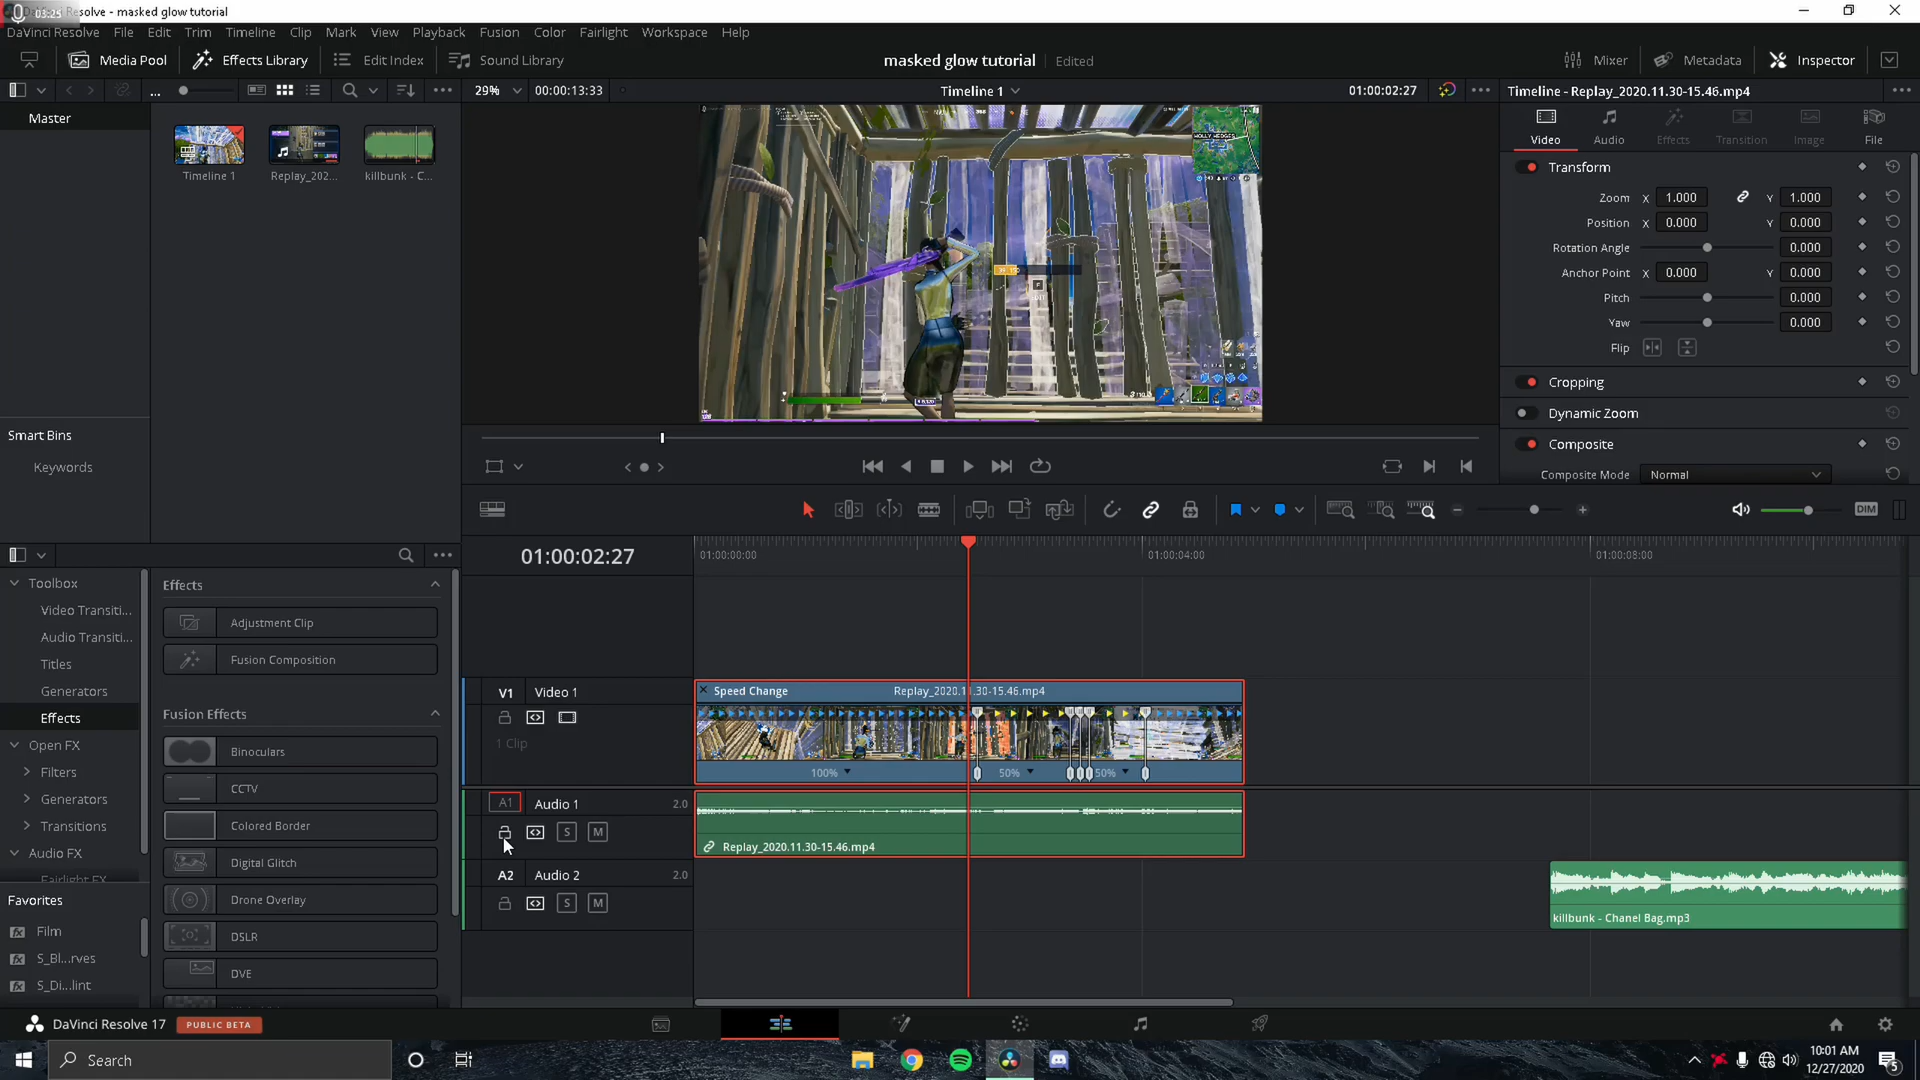 03:25
Resolve - masked glow tutorial
DaVinci Resolve File Edit Trim Timeline Clip Mark View Playback Fusion Color Fairlight Workspace Help
Media Pool Effects Library Edit Index Sound Library masked glow tutorial Edited Mixer Metadata Inspector
... 29% 00:00:13:33 Timeline 1 01:00:02:27 Timeline - Replay_2020.11.30-15.46.mp4
Master
Timeline 1 Replay_202... killbunk - C...
Smart Bins
Keywords
HOLLY HEDGES
Video Audio Effects Transition Image File
Transform
Zoom X 1.000 Y 1.000
Position X 0.000 Y 0.000
Rotation Angle 0.000
Anchor Point X 0.000 Y 0.000
Pitch 0.000
Yaw 0.000
Flip
Cropping
Dynamic Zoom
Composite
Composite Mode Normal
DIM
01:00:02:27 01:00:00:00 01:00:04:00 01:00:08:00
Toolbox
Video Transiti...
Audio Transiti...
Titles
Generators
Effects
Open FX
Filters
Generators
Transitions
Audio FX
Fairlight FX
Favorites
Film
S_Bl...rves
S_Di...lint
Effects
Adjustment Clip
Fusion Composition
Fusion Effects
Binoculars
CCTV
Colored Border
Digital Glitch
Drone Overlay
DSLR
DVE
V1 Video 1
1 Clip
Speed Change Replay_2020.11.30-15.46.mp4
100% 50% 50%
A1 Audio 1 2.0
S M
Replay_2020.11.30-15.46.mp4
A2 Audio 2 2.0
S M
killbunk - Chanel Bag.mp3
DaVinci Resolve 17 PUBLIC BETA
Search
10:01 AM
12/27/2020
5